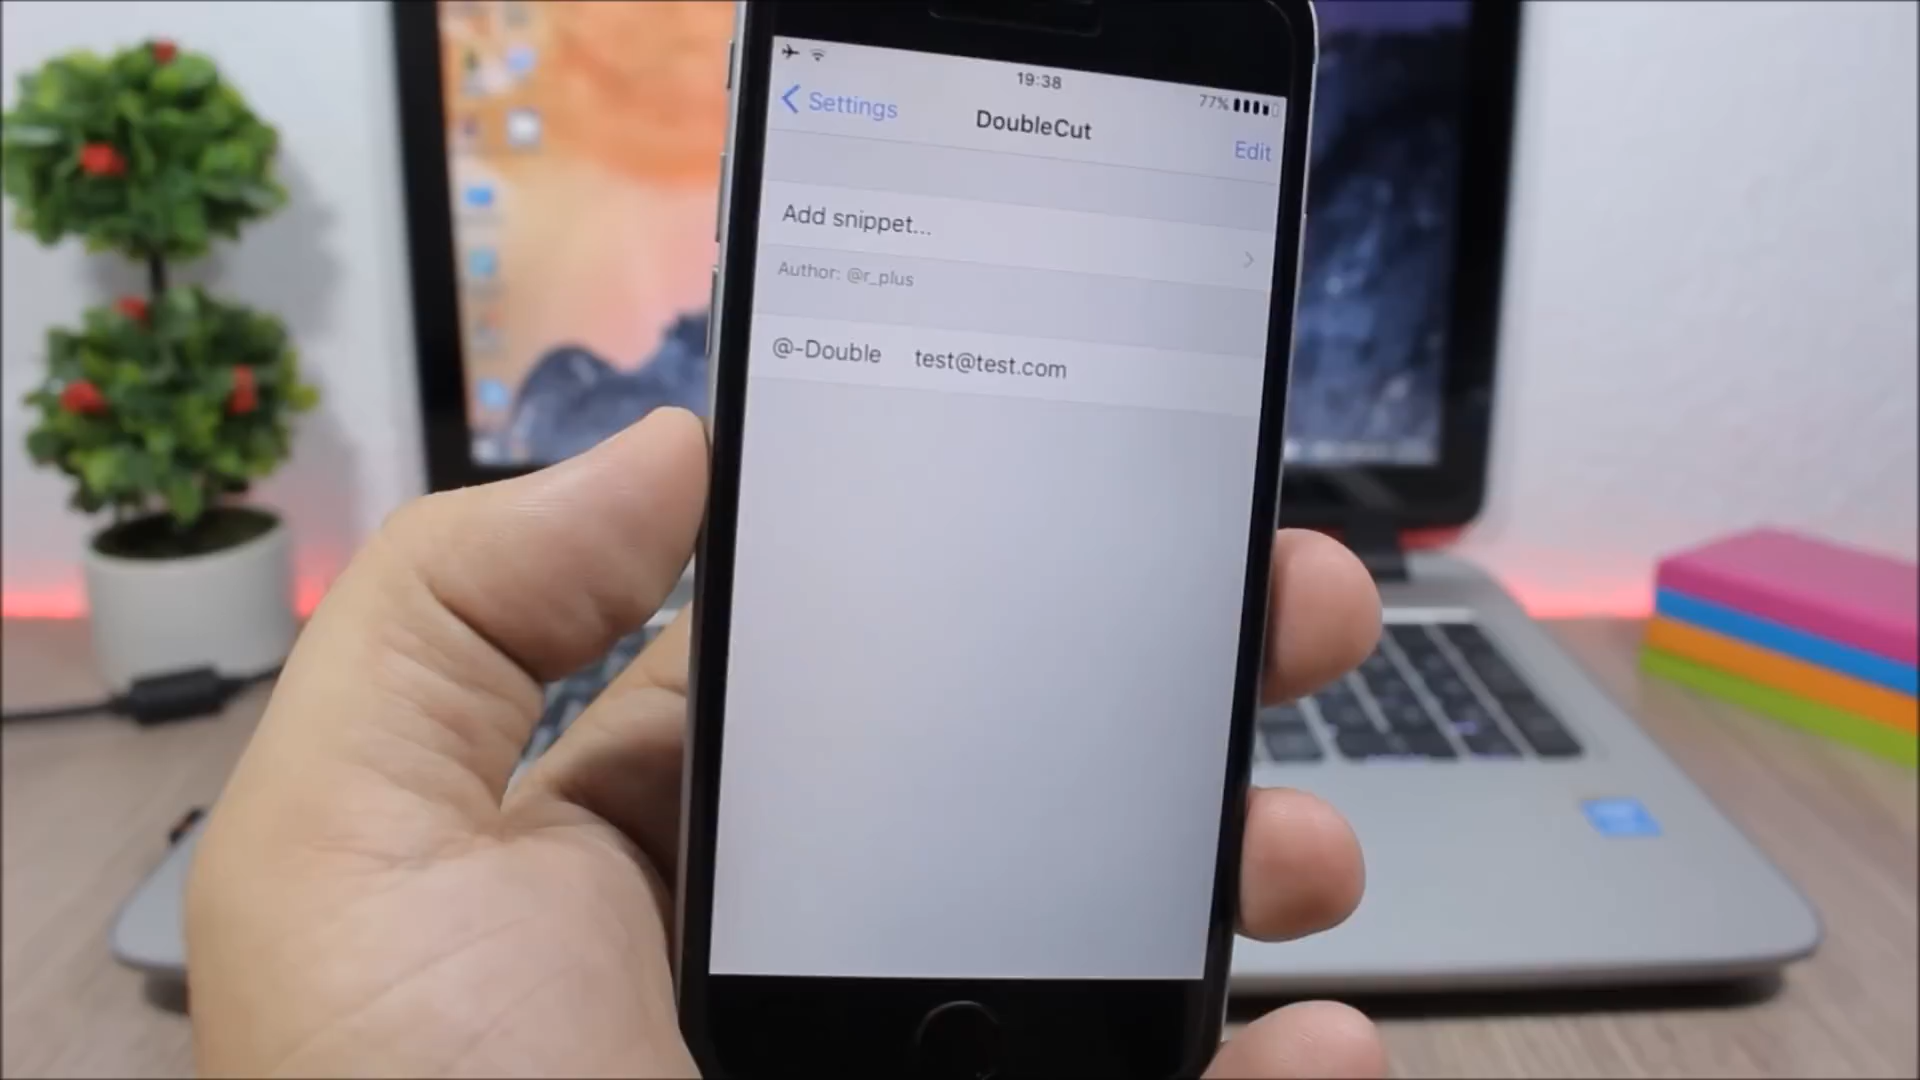 19:38
77%
Settings
DoubleCut
Edit
Add snippet...
Author: @r_plus
@-Double test@test.com